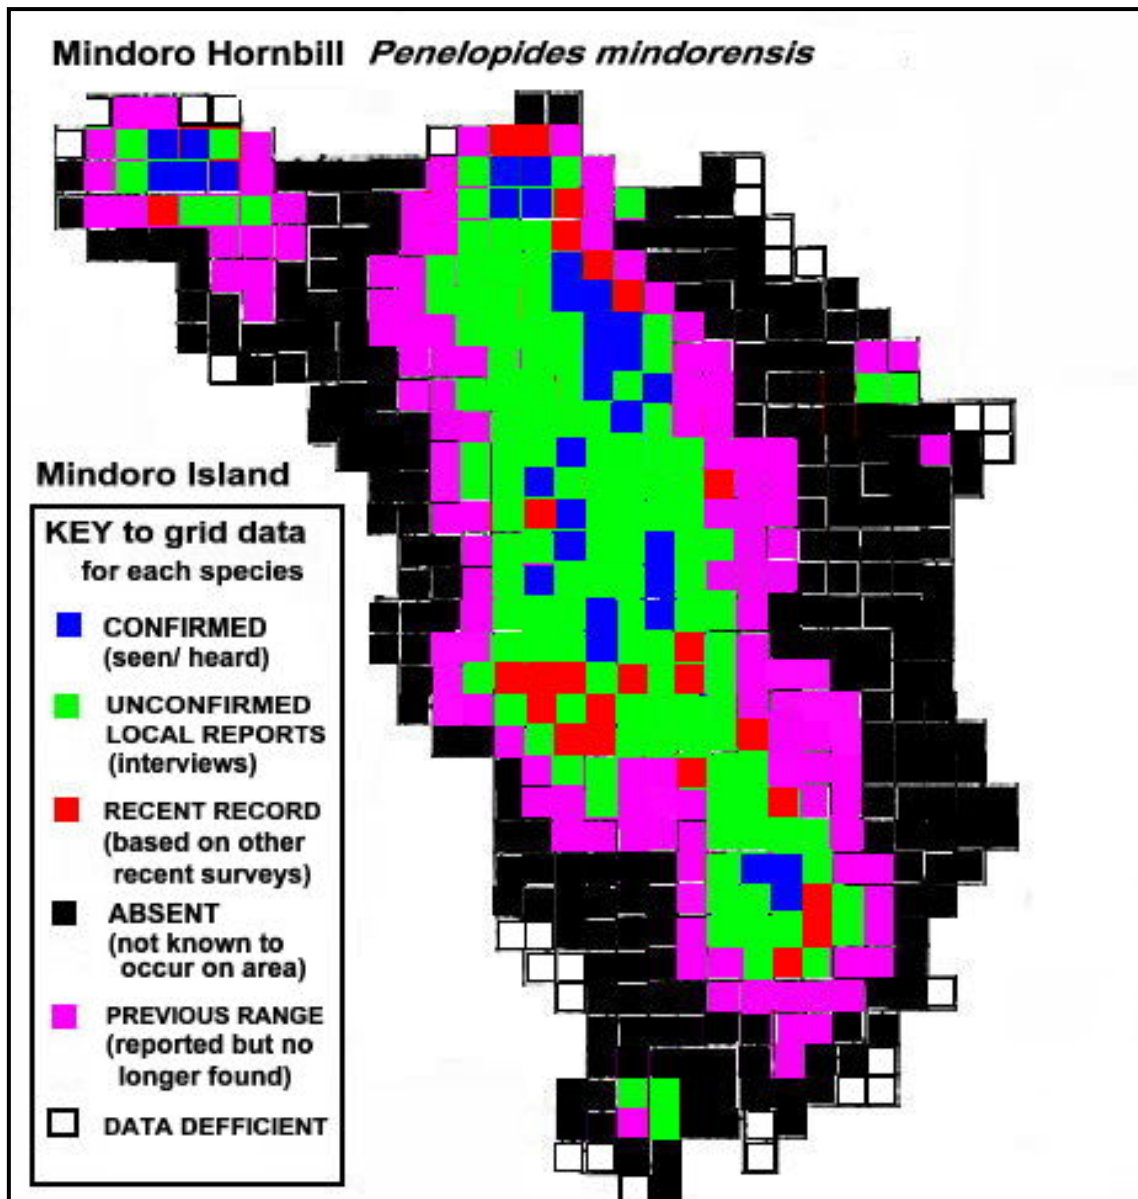 Mindoro Hornbill Penelopides mindorensis
Mindoro Island
KEY to grid data
for each species
CONFIRMED
(seen/ heard)
UNCONFIRMED
LOCAL REPORTS
(interviews)
RECENT RECORD
(based on other
recent surveys)
ABSENT
(not known to
occur on area)
PREVIOUS RANGE
(reported but no
longer found)
DATA DEFFICIENT